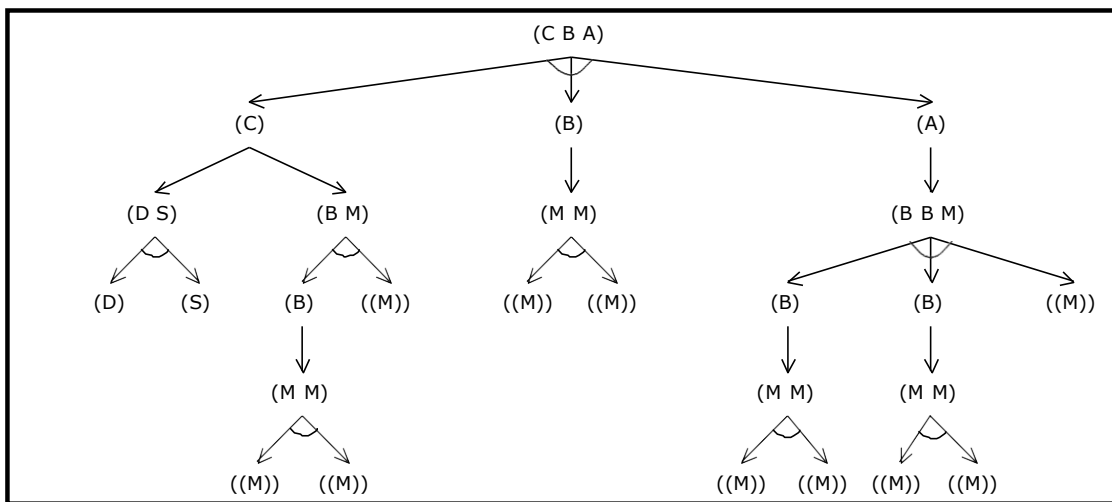 (C B A)
(C) (B) (A)
(D S) (B M) (M M) (B B M)
(D) (S) (B) ((M)) ((M)) ((M)) (B) (B) ((M))
(M M) (M M) (M M)
((M)) ((M)) ((M)) ((M)) ((M)) ((M))